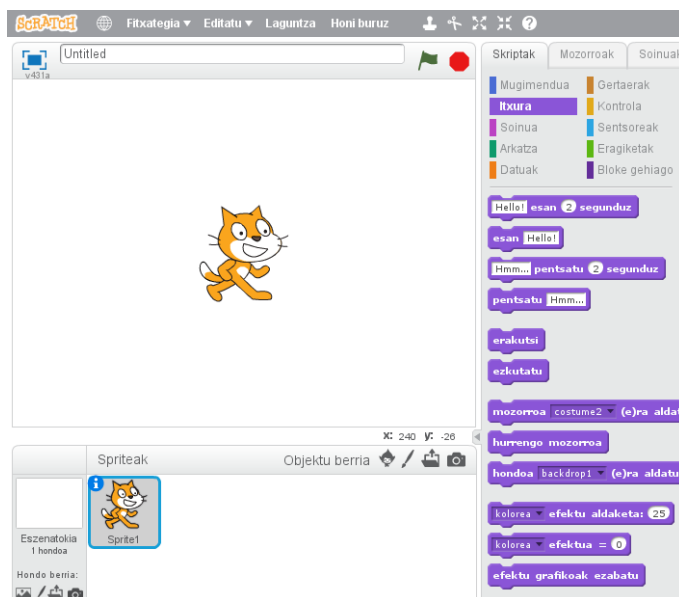 SCRATCH Fitxategia Editatu Laguntza Honi buruz
v431a
Untitled
X: 240 y: -26
Spriteak Objektu berria
Eszenatokia
1 hondoa
Hondo berria:
Sprite1
Skriptak Mozorroak Soinuak
Mugimendua Gertaerak
Itxura Kontrola
Soinua Sentsoreak
Arkatza Eragiketak
Datuak Bloke gehiago
Hello! esan 2 segunduz
esan Hello!
Hmm... pentsatu 2 segunduz
pentsatu Hmm...
erakutsi
ezkutatu
mozorroa costume2 (e)ra aldat
hurrengo mozorroa
hondoa backdrop1 (e)ra aldatu
kolorea efektu aldaketa: 25
kolorea efektua = 0
efektu grafikoak ezabatu